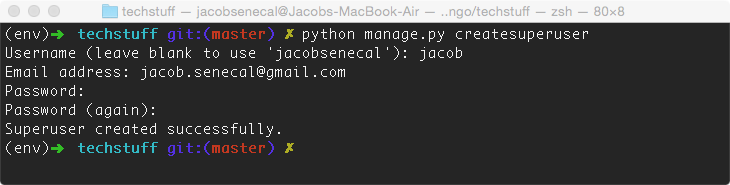 techstuff — jacobsenecal@Jacobs-MacBook-Air — ..ngo/techstuff — zsh — 80×8
(env)➜ techstuff git:(master) ✗ python manage.py createsuperuser
Username (leave blank to use 'jacobsenecal'): jacob
Email address: jacob.senecal@gmail.com
Password:
Password (again):
Superuser created successfully.
(env)➜ techstuff git:(master) ✗